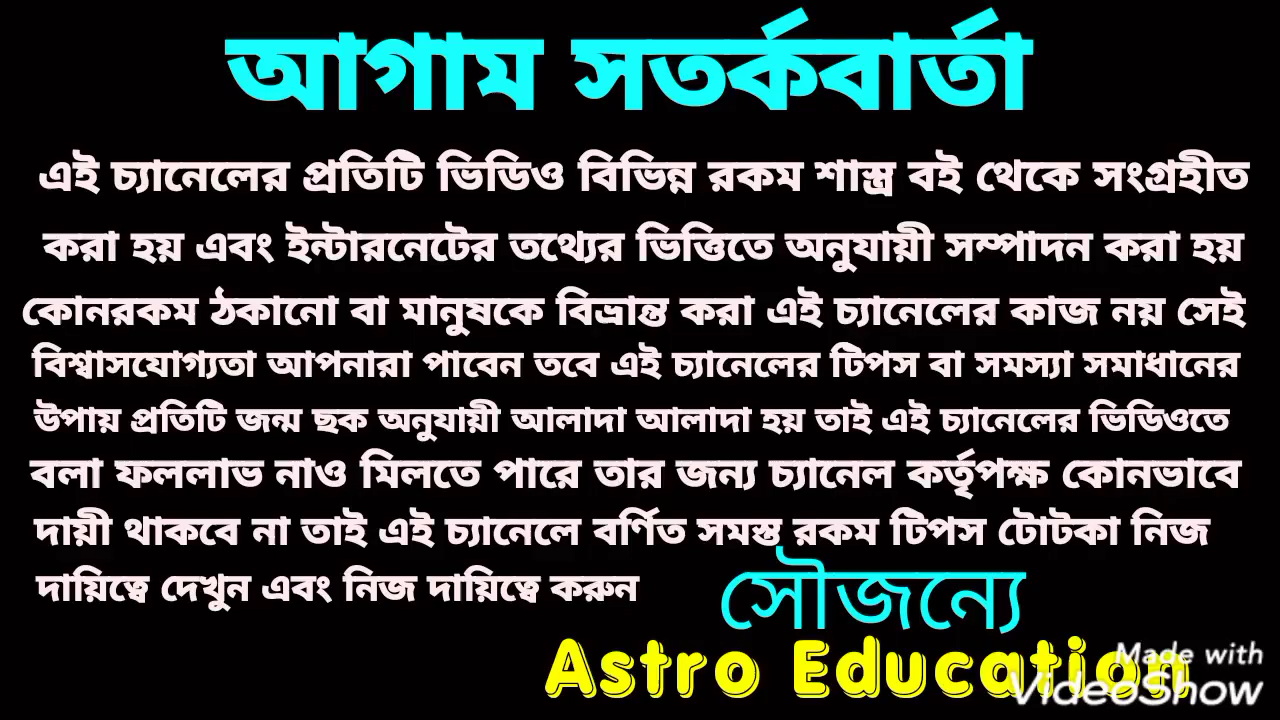 আগাম সতর্কবার্তা
এই চ্যানেলের প্রতিটি ভিডিও বিভিন্ন রকম শাস্ত্র বই থেকে সংগ্রহীত
করা হয় এবং ইন্টারনেটের তথ্যের ভিত্তিতে অনুযায়ী সম্পাদন করা হয়
কোনরকম ঠকানো বা মানুষকে বিভ্রান্ত করা এই চ্যানেলের কাজ নয় সেই
বিশ্বাসযোগ্যতা আপনারা পাবেন তবে এই চ্যানেলের টিপস বা সমস্যা সমাধানের
উপায় প্রতিটি জন্ম ছক অনুযায়ী আলাদা আলাদা হয় তাই এই চ্যানেলের ভিডিওতে
বলা ফললাভ নাও মিলতে পারে তার জন্য চ্যানেল কর্তৃপক্ষ কোনভাবে
দায়ী থাকবে না তাই এই চ্যানেলে বর্ণিত সমস্ত রকম টিপস টোটকা নিজ
দায়িত্বে দেখুন এবং নিজ দায়িত্বে করুন
সৌজন্যে
Astro Education
Made with
VideoShow